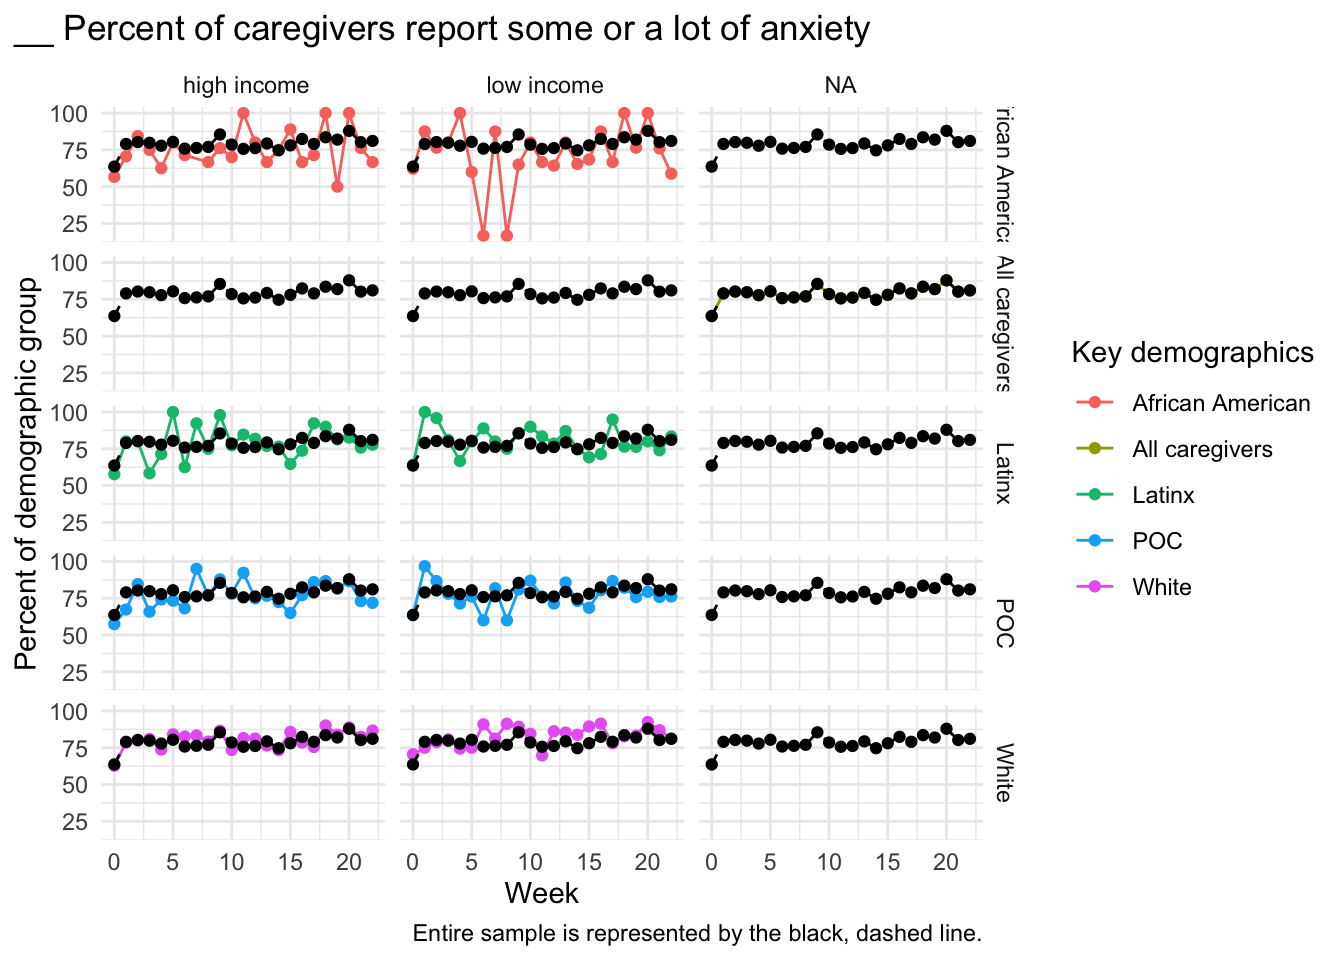 __ Percent of caregivers report some or a lot of anxiety
high income low income NA
100
75
50
25
rican America
100
75
50
25
All caregivers
100
75
50
25
Latinx
100
75
50
25
POC
100
75
50
25
White
0 5 10 15 20 0 5 10 15 20 0 5 10 15 20
Week
Percent of demographic group
Entire sample is represented by the black, dashed line.
Key demographics
African American
All caregivers
Latinx
POC
White